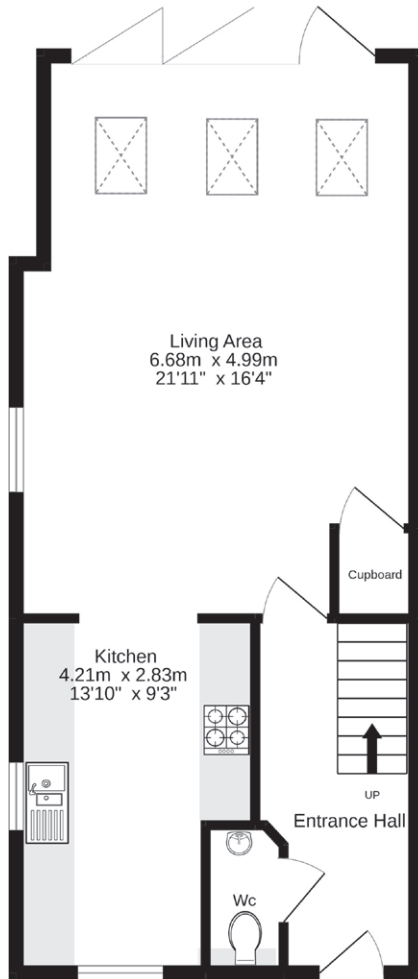 Living Area
6.68m x 4.99m
21'11" x 16'4"
Cupboard
Kitchen
4.21m x 2.83m
13'10" x 9'3"
UP
Entrance Hall
Wc